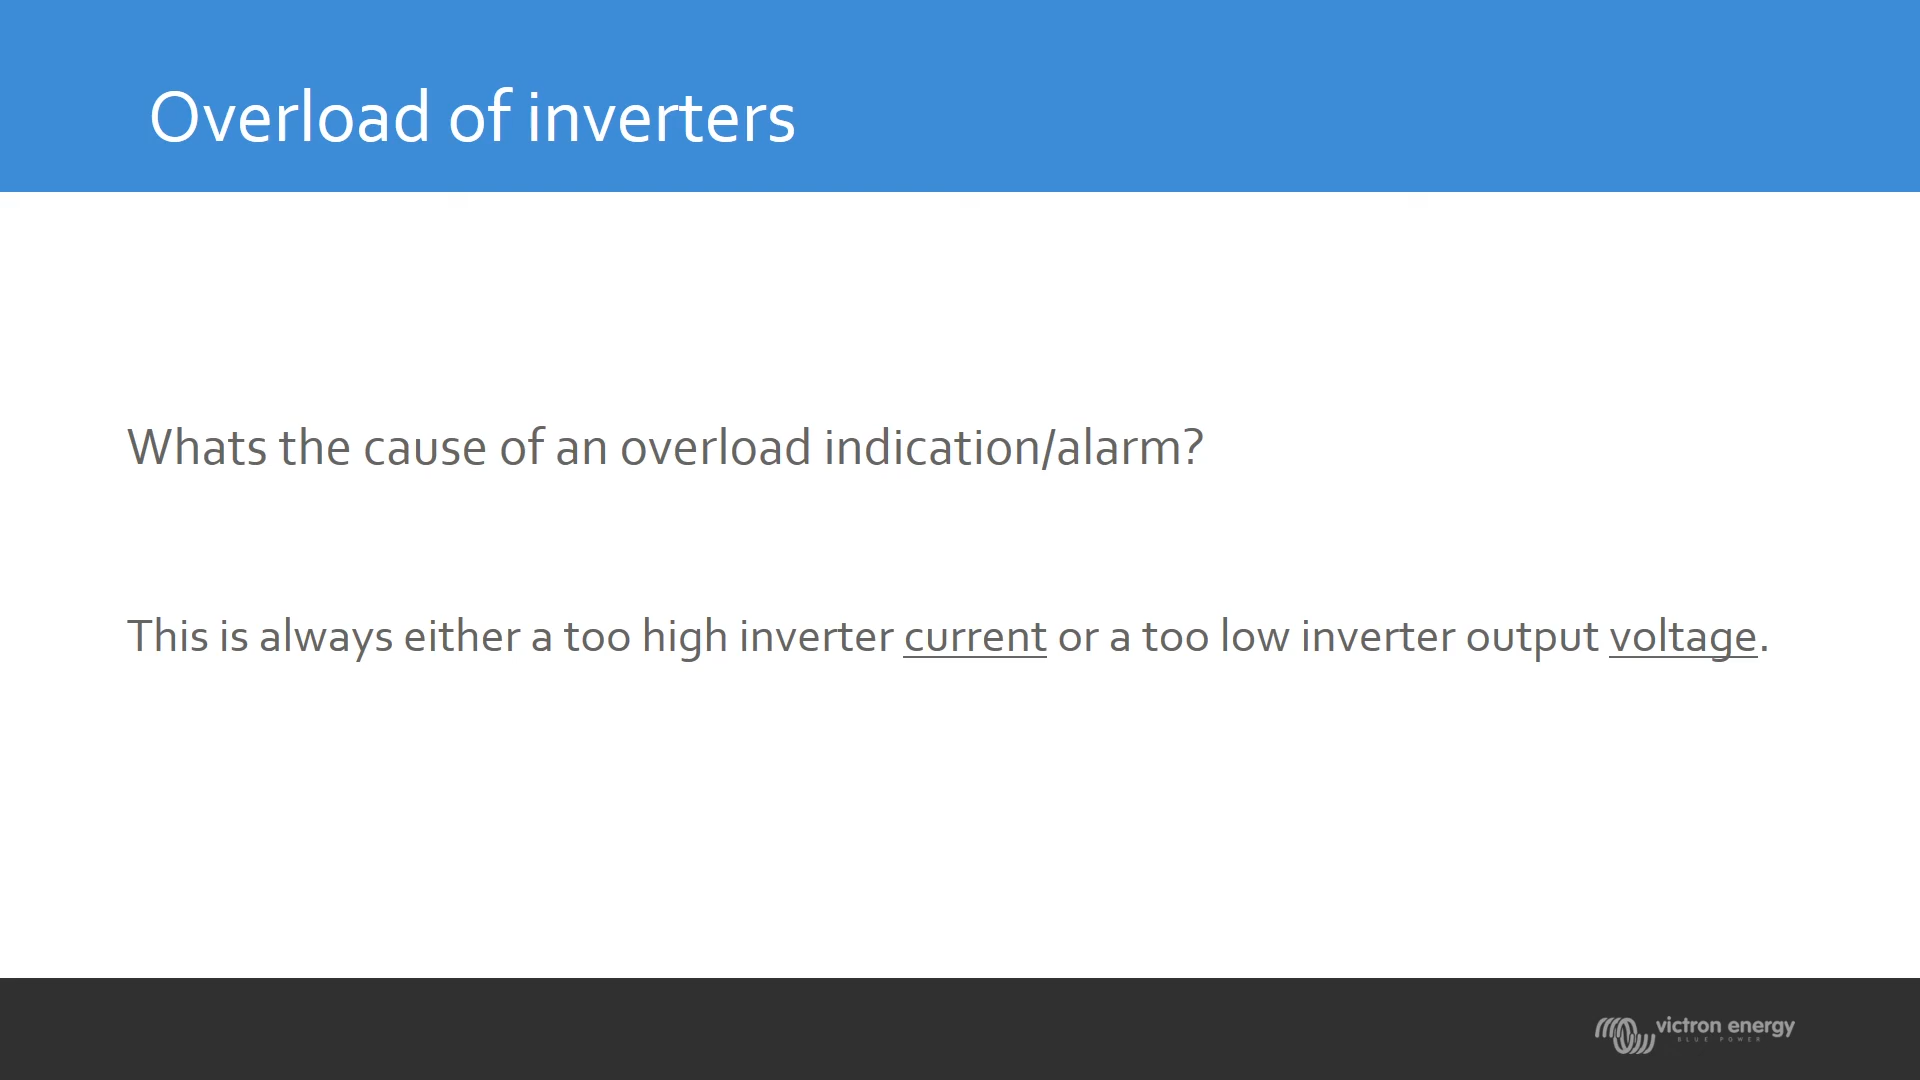 Overload of inverters
Whats the cause of an overload indication/alarm?
This is always either a too high inverter current or a too low inverter output voltage.
victron energy
BLUE POWER